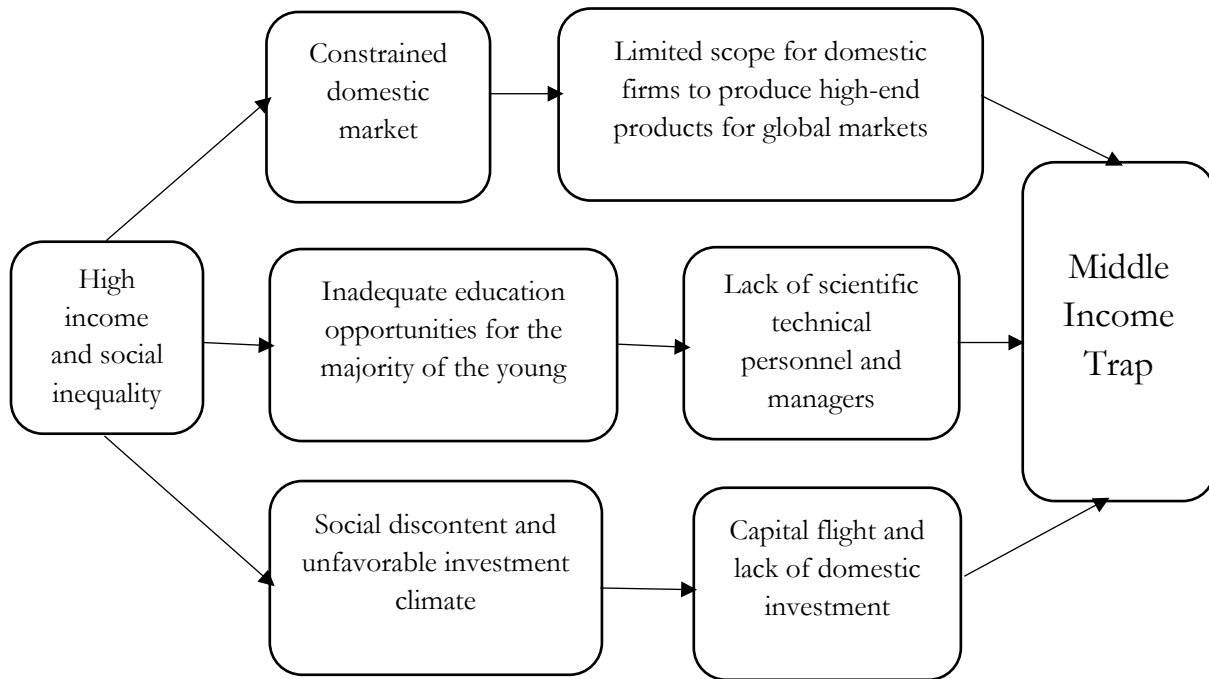 Constrained
domestic
market
Limited scope for domestic
firms to produce high-end
products for global markets
High
income
and social
inequality
Inadequate education
opportunities for the
majority of the young
Lack of scientific
technical
personnel and
managers
Middle
Income
Trap
Social discontent and
unfavorable investment
climate
Capital flight and
lack of domestic
investment